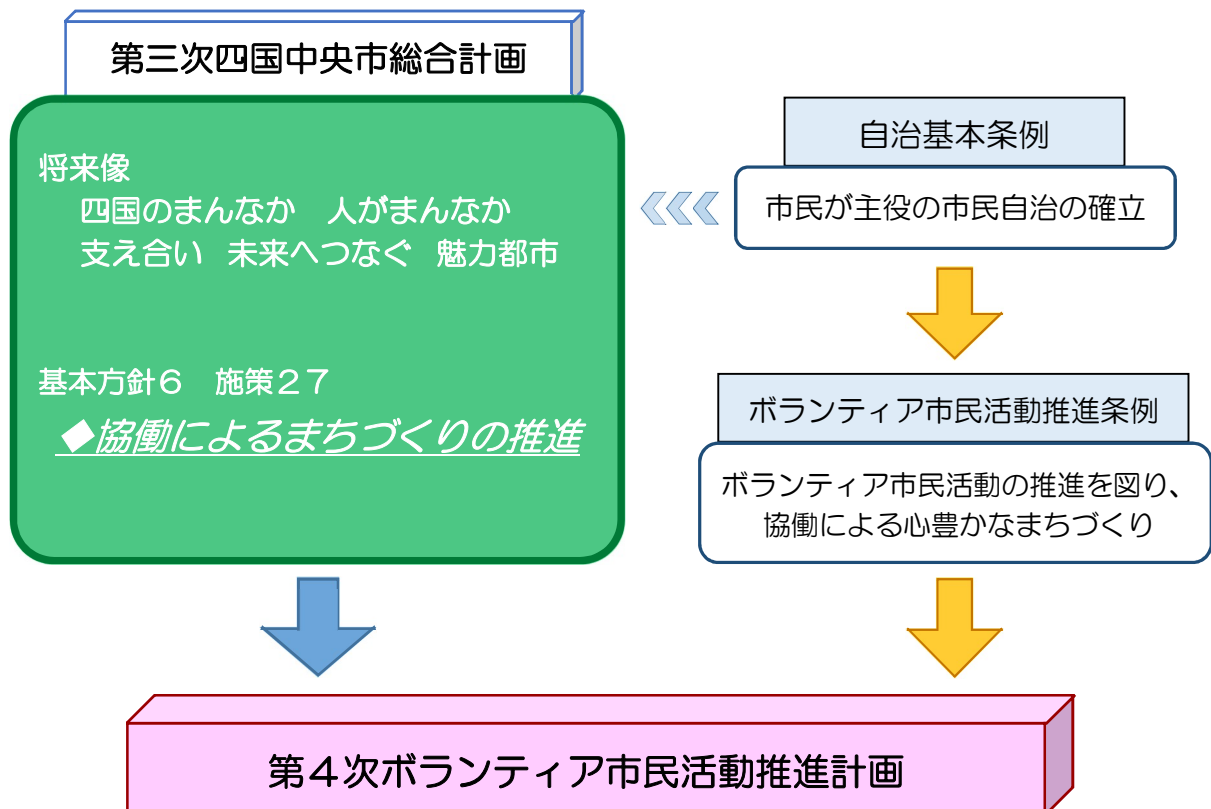 第三次四国中央市総合計画
将来像
四国のまんなか　人がまんなか
支え合い　未来へつなぐ　魅力都市
基本方針６　施策２７
◆協働によるまちづくりの推進
自治基本条例
市民が主役の市民自治の確立
ボランティア市民活動推進条例
ボランティア市民活動の推進を図り、
協働による心豊かなまちづくり
第４次ボランティア市民活動推進計画